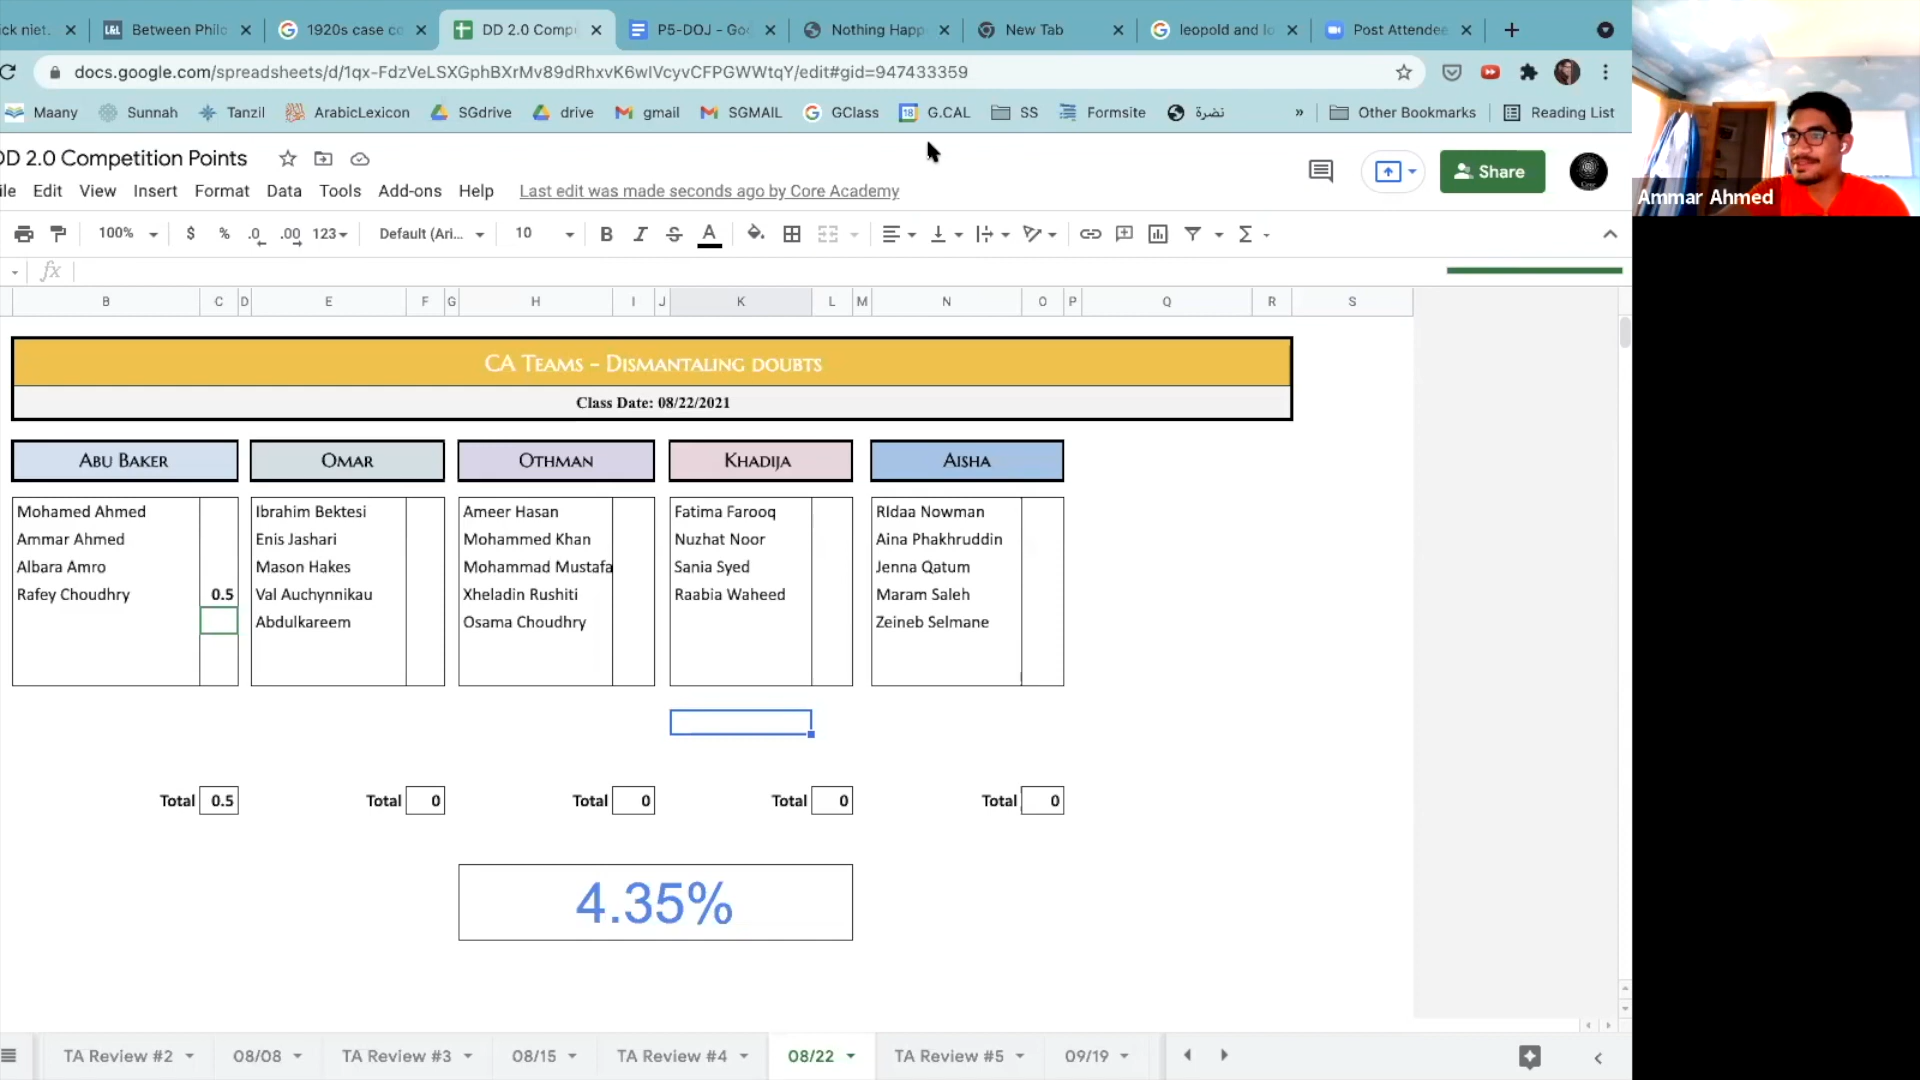 ck niet. Between Philo 1920s case co DD 2.0 Comp P5-DOJ - Goo Nothing Happ New Tab leopold and lo Post Attendee
docs.google.com/spreadsheets/d/1qx-FdzVeLSXGphBXrMv89dRhxvK6wIVcyvCFPGWWtqY/edit#gid=947433359
Maany Sunnah Tanzil ArabicLexicon SGdrive drive gmail SGMAIL GClass G.CAL SS Formsite نضرة » Other Bookmarks Reading List
DD 2.0 Competition Points
ile Edit View Insert Format Data Tools Add-ons Help Last edit was made seconds ago by Core Academy Share
100% $ % .0 .00 123 Default (Ari... 10 B I S A
fx
B C D E F G H I J K L M N O P Q R S
CA Teams - Dismantaling doubts
Class Date: 08/22/2021
Abu Baker Omar Othman Khadija Aisha
Mohamed Ahmed Ibrahim Bektesi Ameer Hasan Fatima Farooq RIdaa Nowman
Ammar Ahmed Enis Jashari Mohammed Khan Nuzhat Noor Aina Phakhruddin
Albara Amro Mason Hakes Mohammad Mustafa Sania Syed Jenna Qatum
Rafey Choudhry 0.5 Val Auchynnikau Xheladin Rushiti Raabia Waheed Maram Saleh
Abdulkareem Osama Choudhry Zeineb Selmane
Total 0.5 Total 0 Total 0 Total 0 Total 0
4.35%
TA Review #2 08/08 TA Review #3 08/15 TA Review #4 08/22 TA Review #5 09/19
Ammar Ahmed